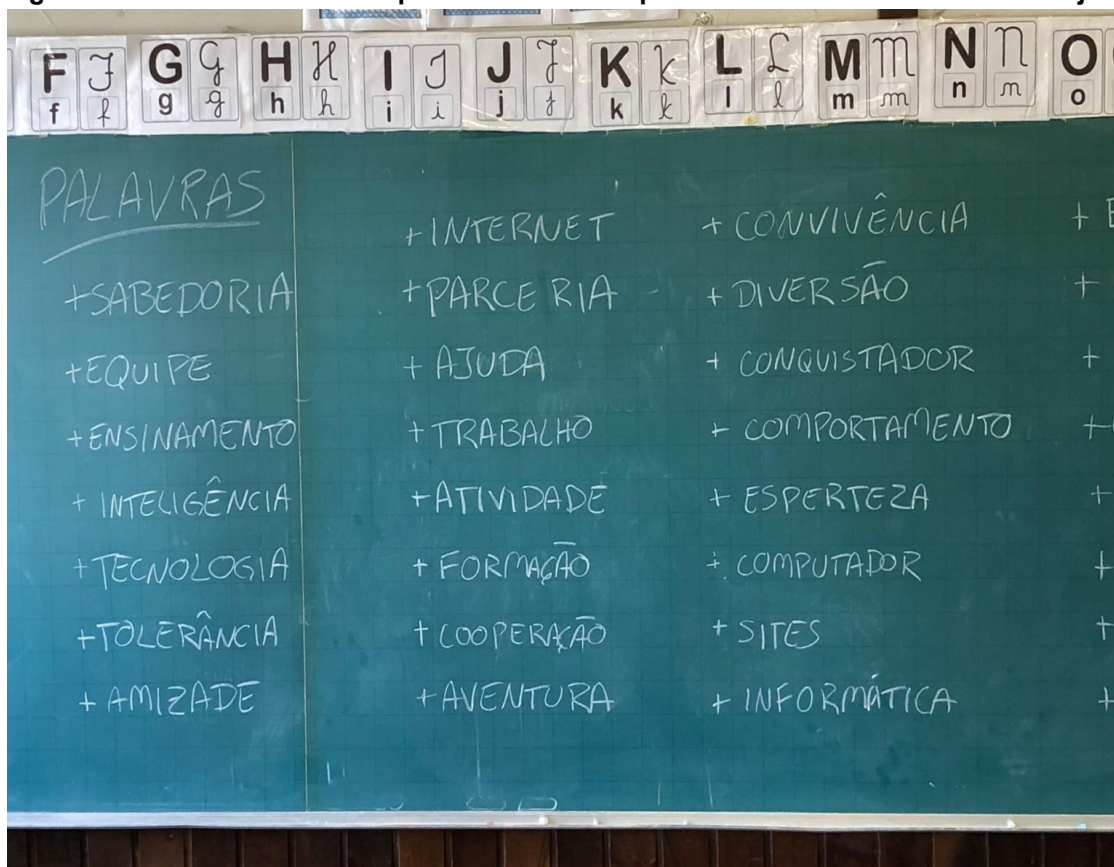 F F G G H H I I J J K K L L M M N N O
f f g g h h i i j j k k l l m m n n o
PALAVRAS
+SABEDORIA
+EQUIPE
+ENSINAMENTO
+ INTELIGÊNCIA
+TECNOLOGIA
+TOLERÂNCIA
+ AMIZADE
+INTERNET
+PARCERIA
+ AJUDA
+TRABALHO
+ATIVIDADE
+ FORMAÇÃO
+COOPERAÇÃO
+AVENTURA
+ CONVIVÊNCIA
+ DIVERSÃO
+ CONQUISTADOR
+ COMPORTAMENTO
+ ESPERTEZA
+ COMPUTADOR
+ SITES
+ INFORMÁTICA
+ E
+
+
+
+
+
+
+